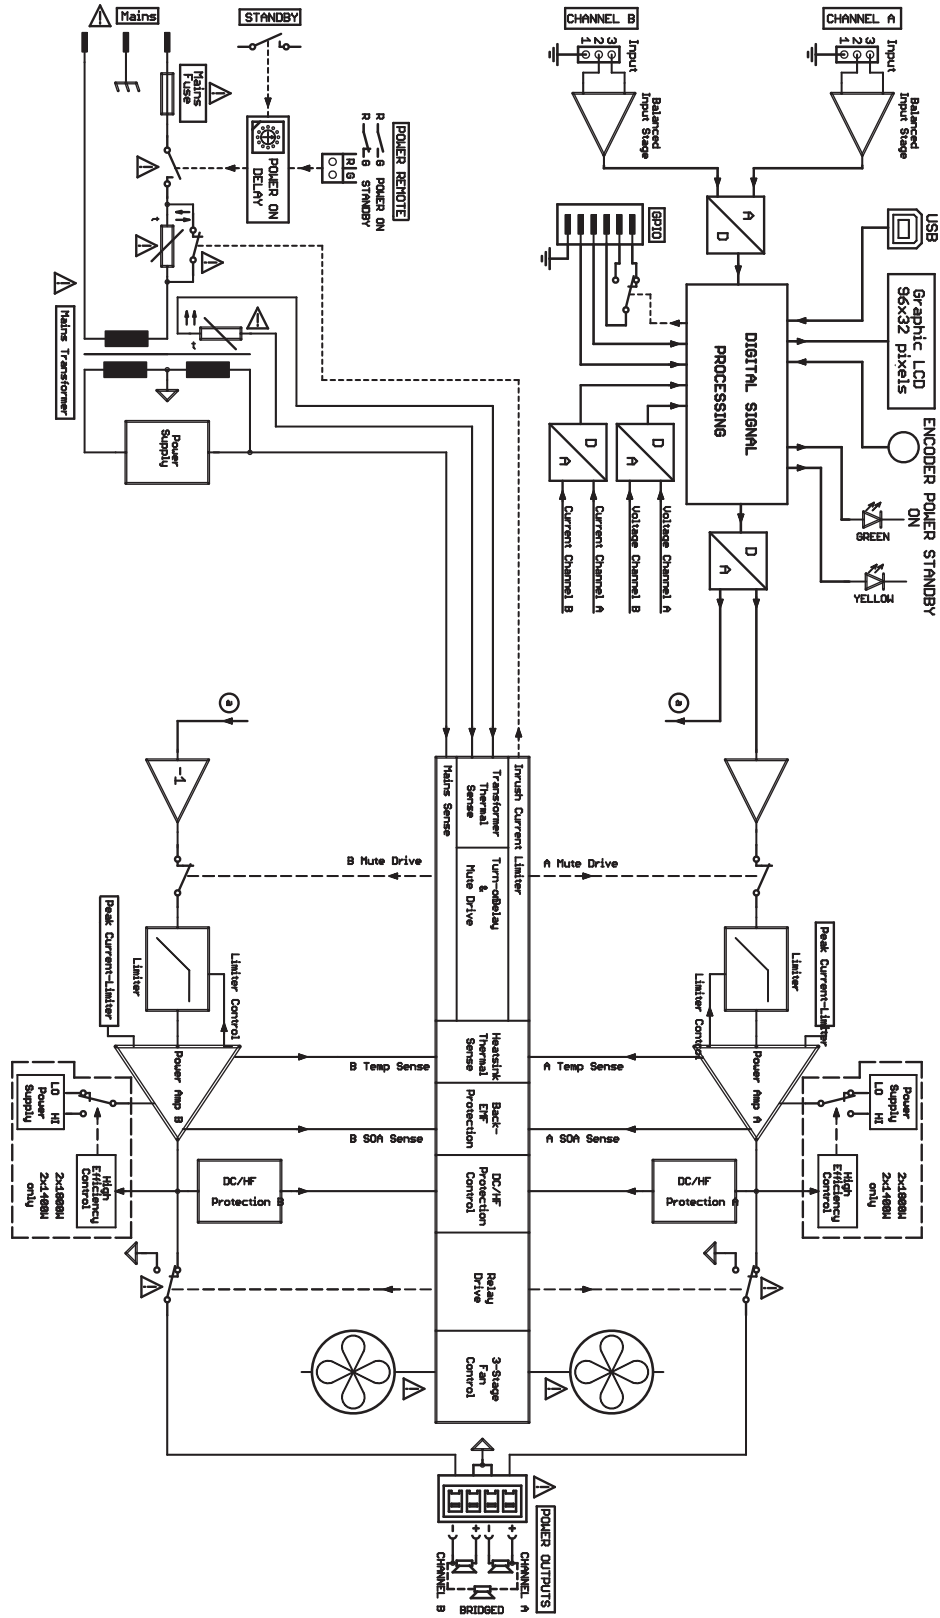 CHANNEL A
Input
3
2
1
Balanced
Input Stage
CHANNEL B
Input
3
2
1
Balanced
Input Stage
A
D
USB
Graphic LCD
96x32 pixels
ENCODER
POWER
ON
STANDBY
GREEN
YELLOW
DIGITAL SIGNAL
PROCESSING
GPIO
D
A
D
A
Voltage Channel A
Voltage Channel B
Current Channel A
Current Channel B
D
A
a
a
STANDBY
Mains
Mains
Fuse
POWER ON
DELAY
POWER REMOTE
R
G
R
G
POWER ON
R
G
STANDBY
t
t
Mains Transformer
Power
Supply
-1
Inrush Current Limiter
Transformer
Thermal
Sense
Mains Sense
Turn-on Delay
&
Mute Drive
A Mute Drive
B Mute Drive
Peak Current-Limiter
Limiter
Limiter Control
Peak Current-Limiter
Limiter
Limiter Control
Power Amp A
Power Amp B
Heatsink
Thermal
Sense
A Temp Sense
B Temp Sense
Back-
EMF
Protection
A SOA Sense
B SOA Sense
DC/HF
Protection
Control
DC/HF
Protection A
DC/HF
Protection B
Power
Supply
LO
HI
High
Efficiency
Control
2x1800W
2x1400W
only
Power
Supply
LO
HI
High
Efficiency
Control
2x1800W
2x1400W
only
Relay
Drive
3-Stage
Fan
Control
POWER OUTPUTS
+
-
+
-
CHANNEL A
CHANNEL B
BRIDGED